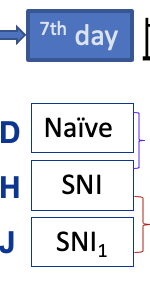 7th day
D Naïve
H SNI
J SNI₁